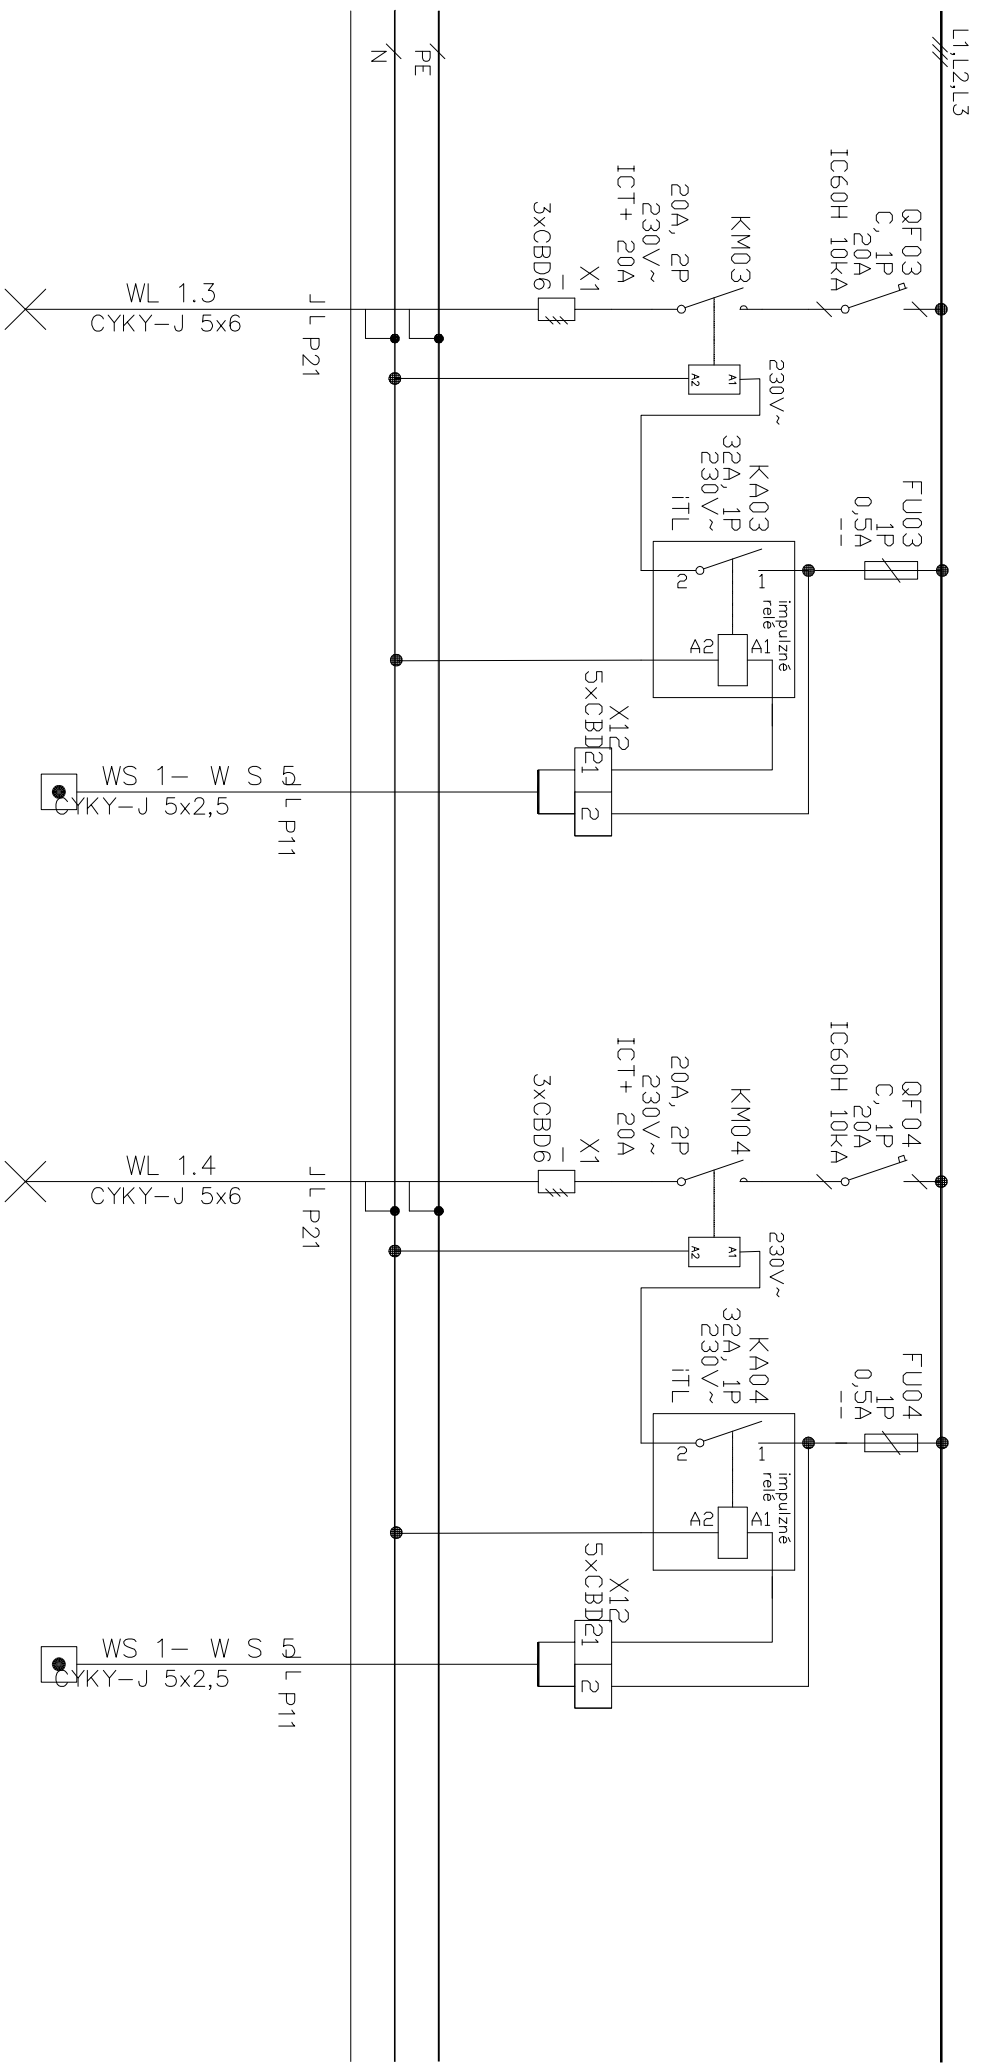 L1,L2,L3
PE
N
QF03
C, 1P
20A
IC60H 10kA
KM03
20A, 2P
230V~
ICT+ 20A
X1
–
3xCBD6
230V~
A1
A2
WL 1.3
CYKY-J 5x6
P21
FU03
1P
0,5A
--
KA03
32A, 1P
230V~
iTL
1
2
impulzné
relé
A1
A2
X12
5xCBD2
1
2
WS 1- W S 5
CYKY-J 5x2,5
P11
QF04
C, 1P
20A
IC60H 10kA
KM04
20A, 2P
230V~
ICT+ 20A
X1
–
3xCBD6
230V~
A1
A2
WL 1.4
CYKY-J 5x6
P21
FU04
1P
0,5A
--
KA04
32A, 1P
230V~
iTL
1
2
impulzné
relé
A1
A2
X12
5xCBD2
1
2
WS 1- W S 5
CYKY-J 5x2,5
P11